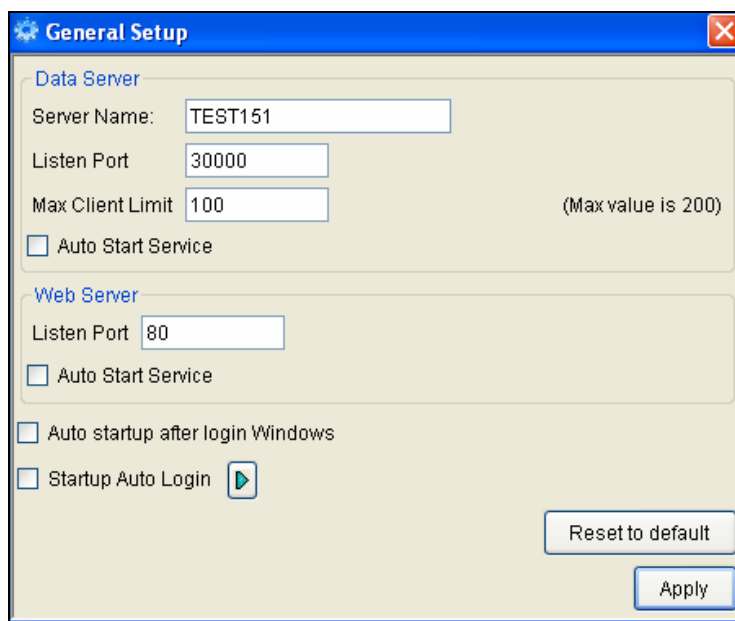 General Setup
Data Server
Server Name: TEST151
Listen Port 30000
Max Client Limit 100 (Max value is 200)
Auto Start Service
Web Server
Listen Port 80
Auto Start Service
Auto startup after login Windows
Startup Auto Login
Reset to default
Apply